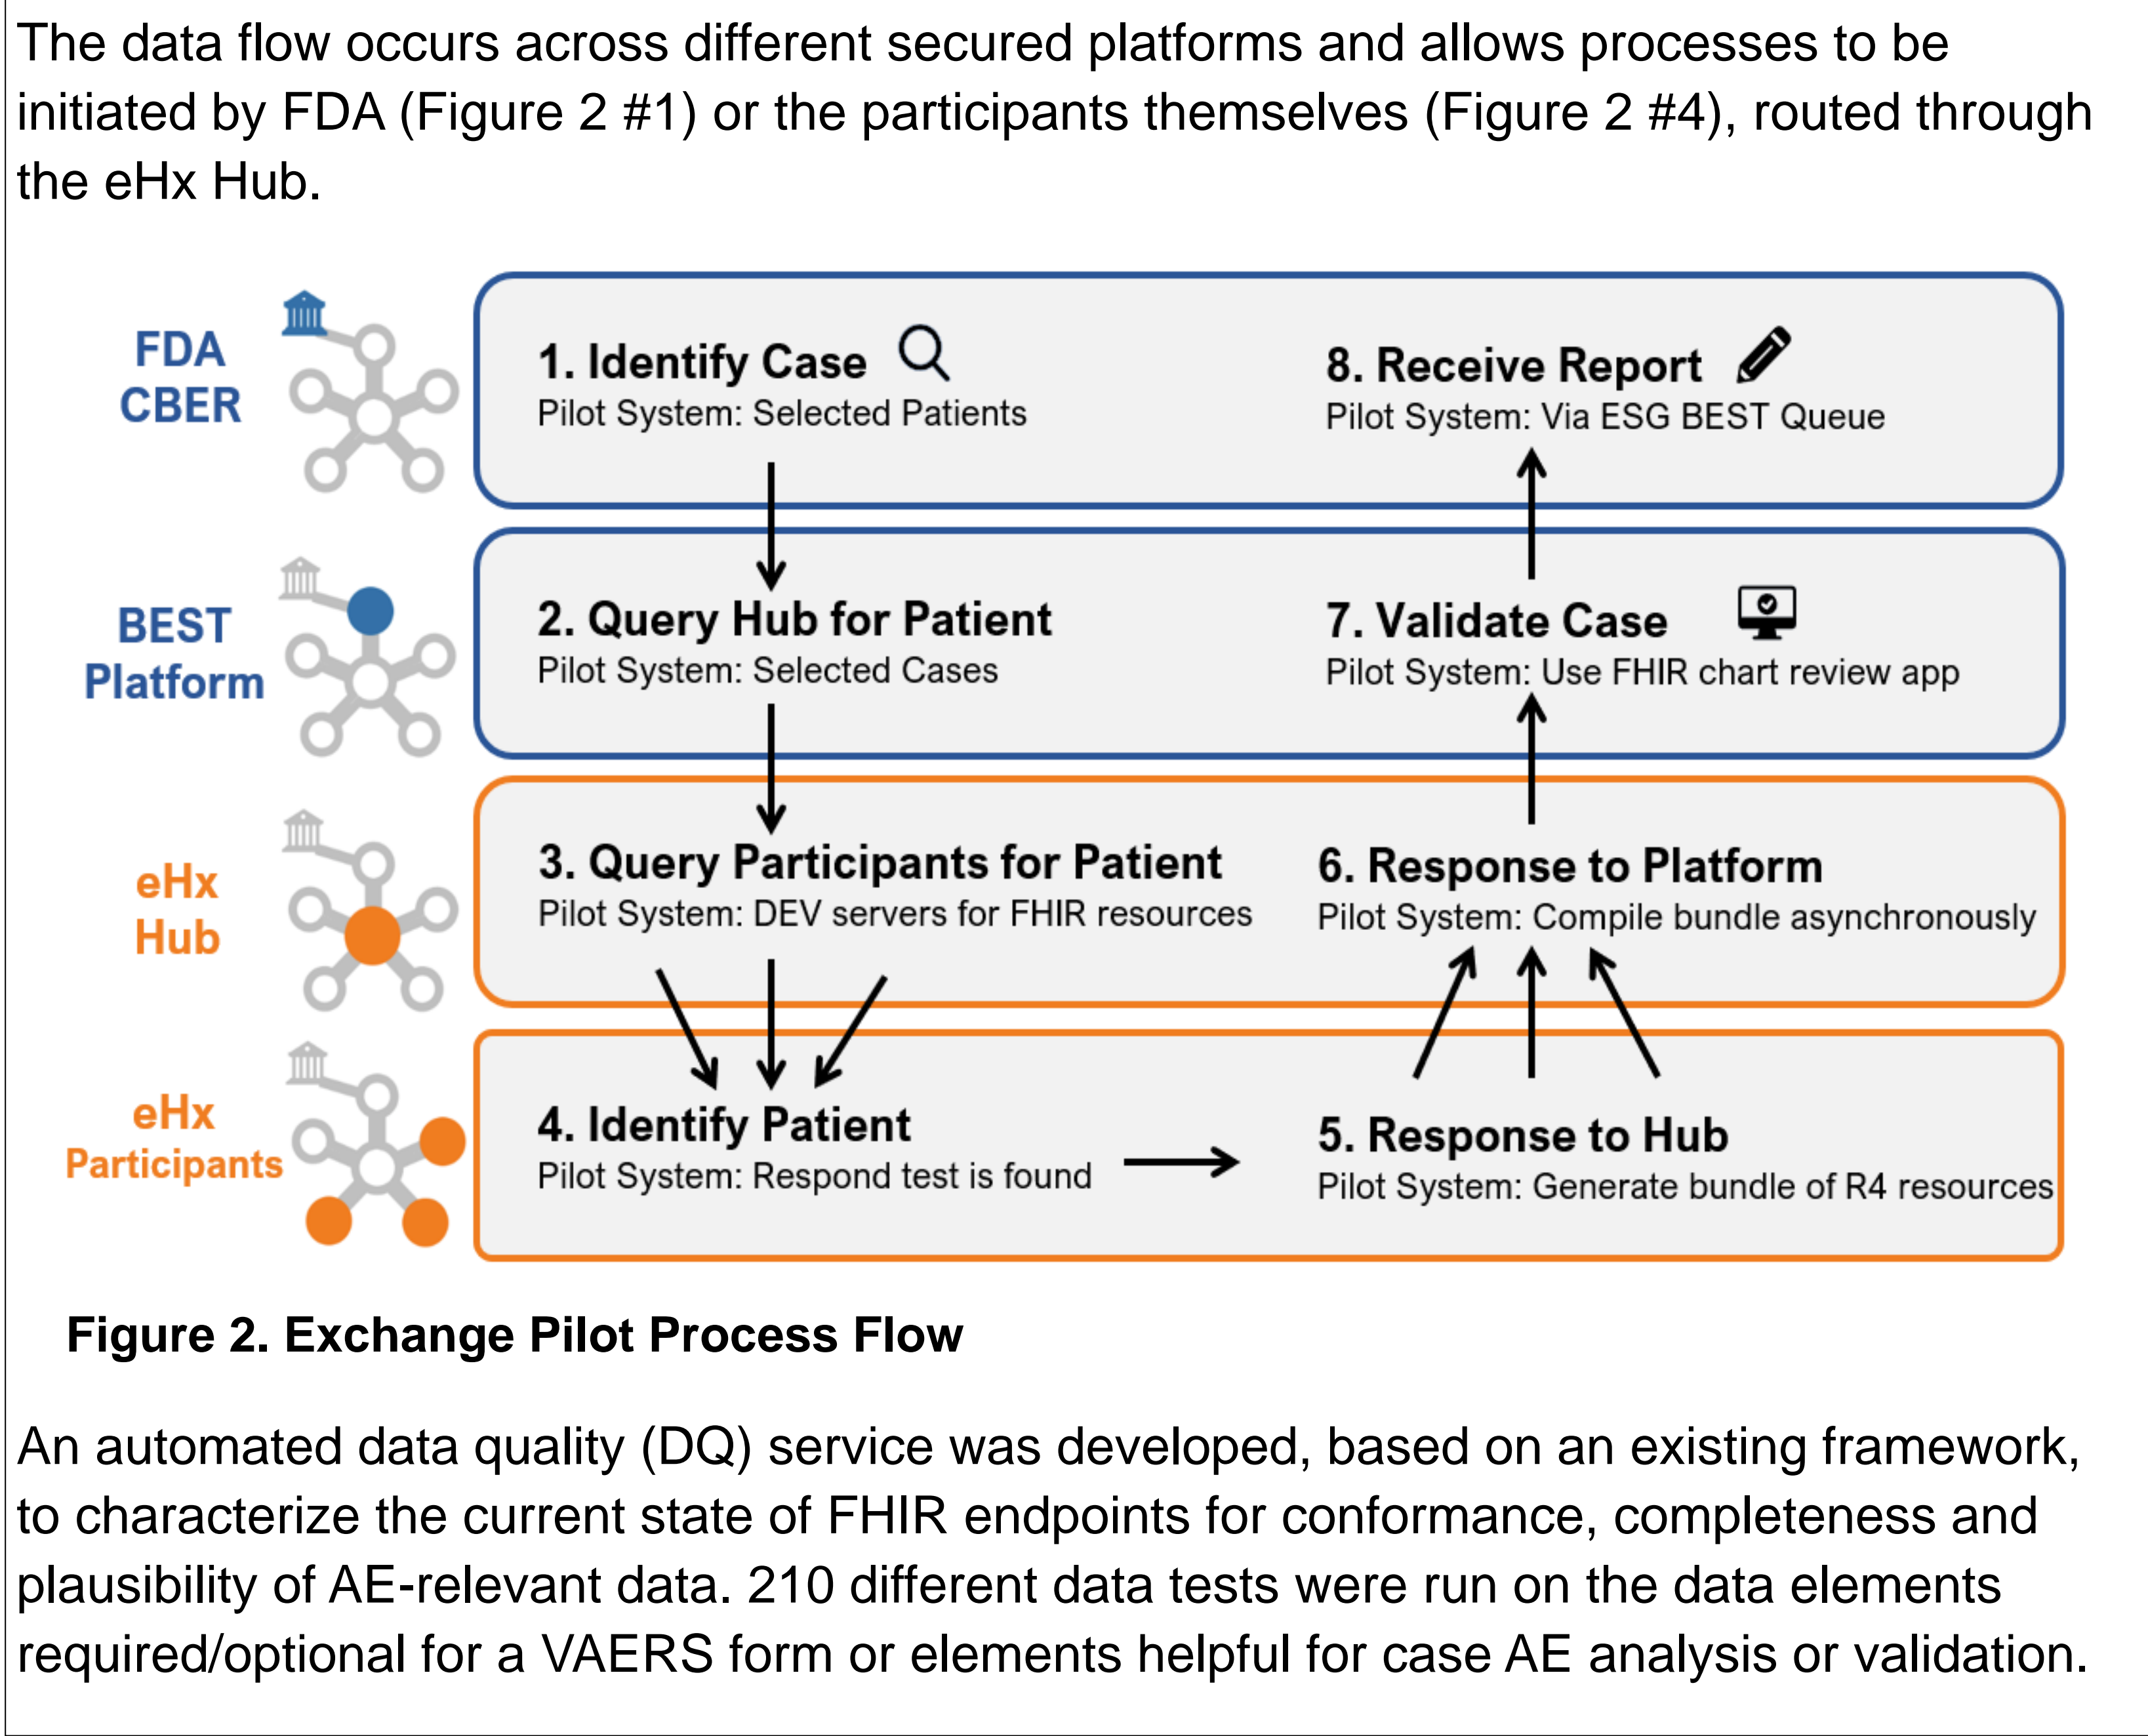 The data flow occurs across different secured platforms and allows processes to be
initiated by FDA (Figure 2 #1) or the participants themselves (Figure 2 #4), routed through
the eHx Hub.
FDA
CBER
1. Identify Case
Pilot System: Selected Patients
8. Receive Report
Pilot System: Via ESG BEST Queue
BEST
Platform
2. Query Hub for Patient
Pilot System: Selected Cases
7. Validate Case
Pilot System: Use FHIR chart review app
eHx
Hub
3. Query Participants for Patient
Pilot System: DEV servers for FHIR resources
6. Response to Platform
Pilot System: Compile bundle asynchronously
eHx
Participants
4. Identify Patient
Pilot System: Respond test is found
5. Response to Hub
Pilot System: Generate bundle of R4 resources
Figure 2. Exchange Pilot Process Flow
An automated data quality (DQ) service was developed, based on an existing framework,
to characterize the current state of FHIR endpoints for conformance, completeness and
plausibility of AE-relevant data. 210 different data tests were run on the data elements
required/optional for a VAERS form or elements helpful for case AE analysis or validation.